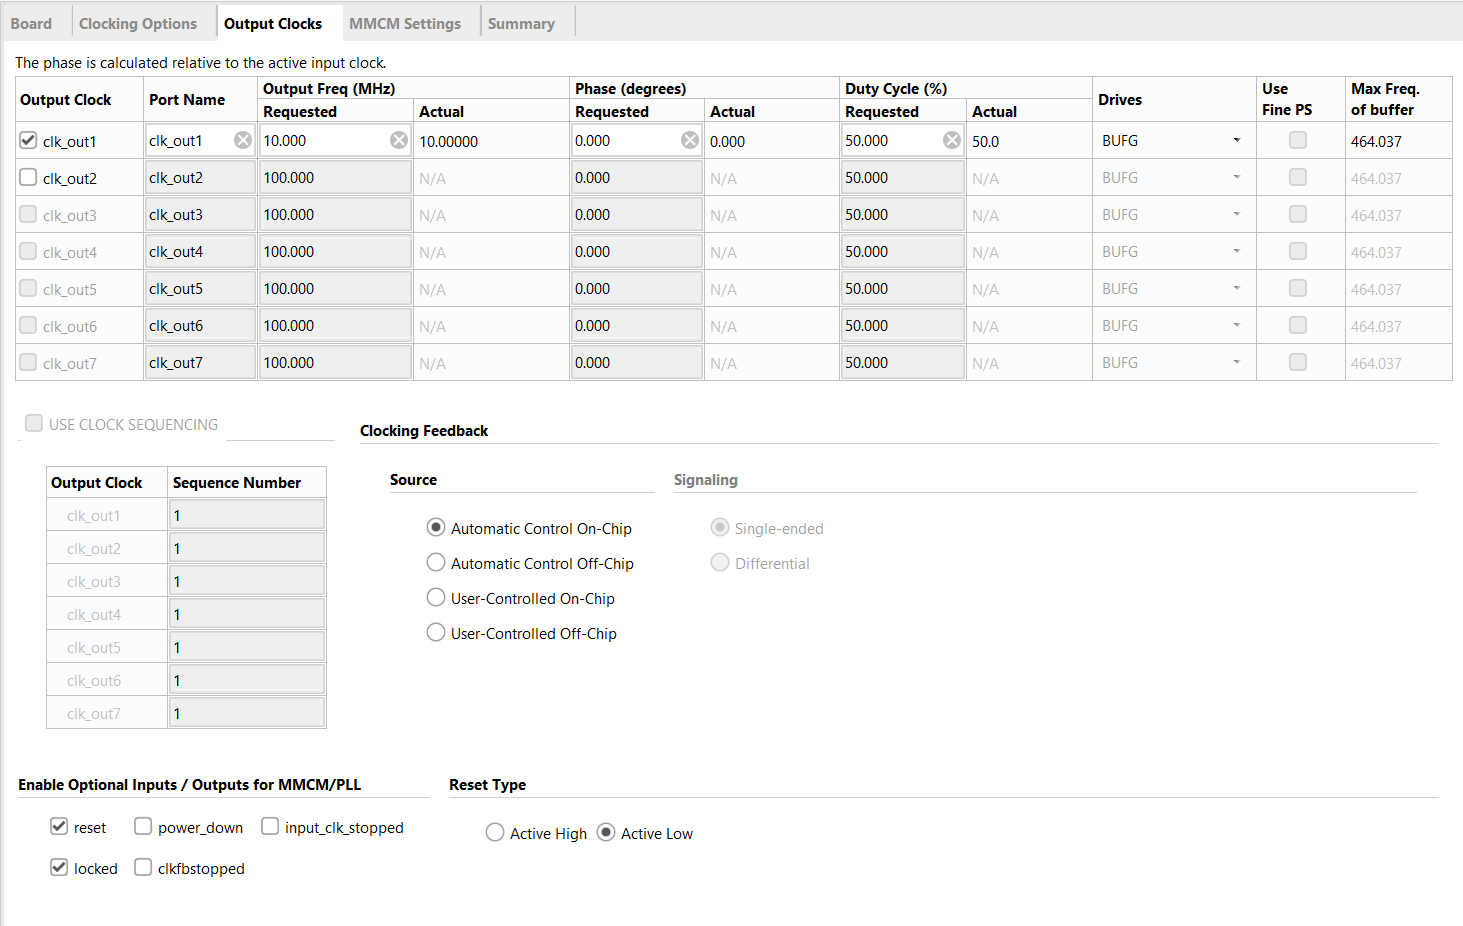 Board Clocking Options Output Clocks MMCM Settings Summary
The phase is calculated relative to the active input clock.
Output Clock Port Name Output Freq (MHz) Phase (degrees) Duty Cycle (%) Drives Use Fine PS Max Freq. of buffer
Requested Actual Requested Actual Requested Actual
clk_out1 clk_out1 10.000 10.00000 0.000 0.000 50.000 50.0 BUFG 464.037
clk_out2 clk_out2 100.000 N/A 0.000 N/A 50.000 N/A BUFG 464.037
clk_out3 clk_out3 100.000 N/A 0.000 N/A 50.000 N/A BUFG 464.037
clk_out4 clk_out4 100.000 N/A 0.000 N/A 50.000 N/A BUFG 464.037
clk_out5 clk_out5 100.000 N/A 0.000 N/A 50.000 N/A BUFG 464.037
clk_out6 clk_out6 100.000 N/A 0.000 N/A 50.000 N/A BUFG 464.037
clk_out7 clk_out7 100.000 N/A 0.000 N/A 50.000 N/A BUFG 464.037
USE CLOCK SEQUENCING
Output Clock Sequence Number
clk_out1 1
clk_out2 1
clk_out3 1
clk_out4 1
clk_out5 1
clk_out6 1
clk_out7 1
Clocking Feedback
Source
Automatic Control On-Chip
Automatic Control Off-Chip
User-Controlled On-Chip
User-Controlled Off-Chip
Signaling
Single-ended
Differential
Enable Optional Inputs / Outputs for MMCM/PLL
reset power_down input_clk_stopped
locked clkfbstopped
Reset Type
Active High Active Low